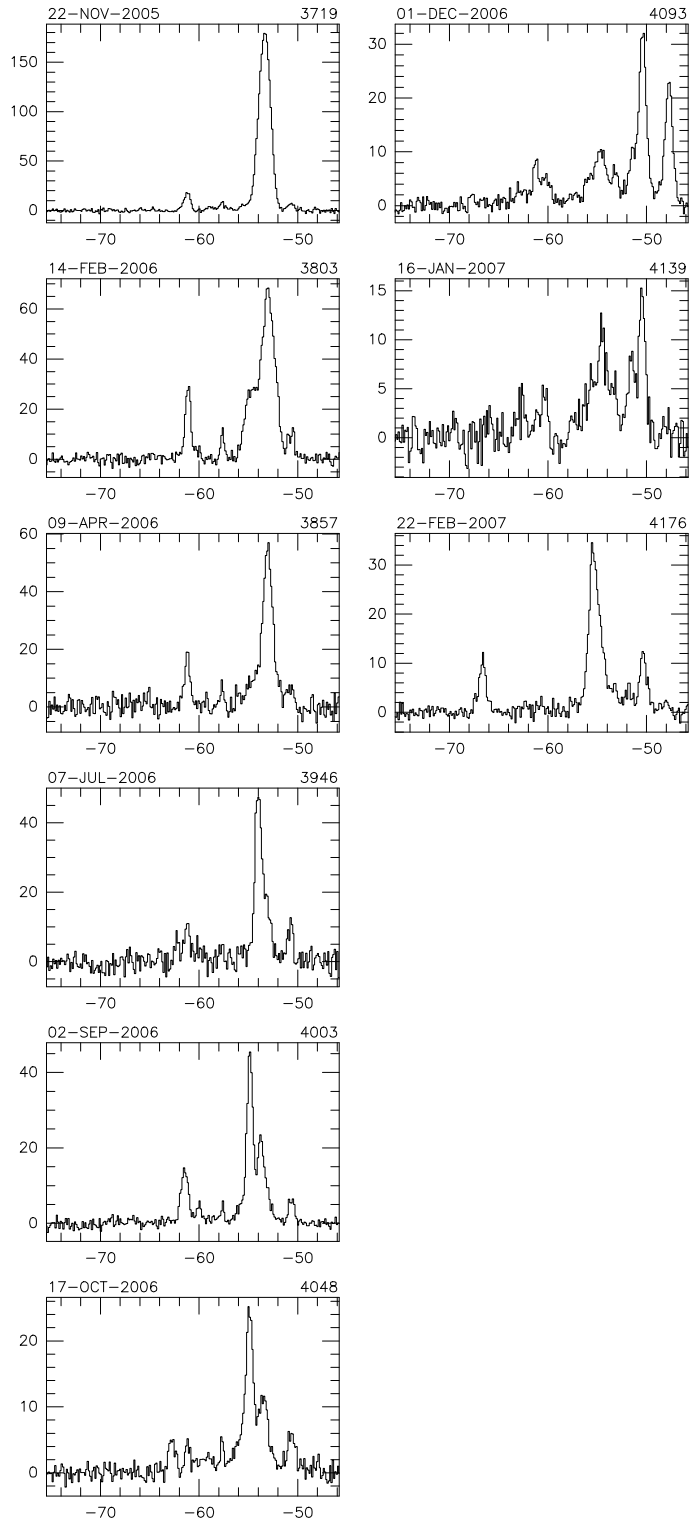 22-NOV-2005 3719
150
100
50
0
-70 -60 -50
14-FEB-2006 3803
60
40
20
0
-70 -60 -50
09-APR-2006 3857
60
40
20
0
-70 -60 -50
07-JUL-2006 3946
40
20
0
-70 -60 -50
02-SEP-2006 4003
40
20
0
-70 -60 -50
17-OCT-2006 4048
20
10
0
-70 -60 -50
01-DEC-2006 4093
30
20
10
0
-70 -60 -50
16-JAN-2007 4139
15
10
5
0
-70 -60 -50
22-FEB-2007 4176
30
20
10
0
-70 -60 -50